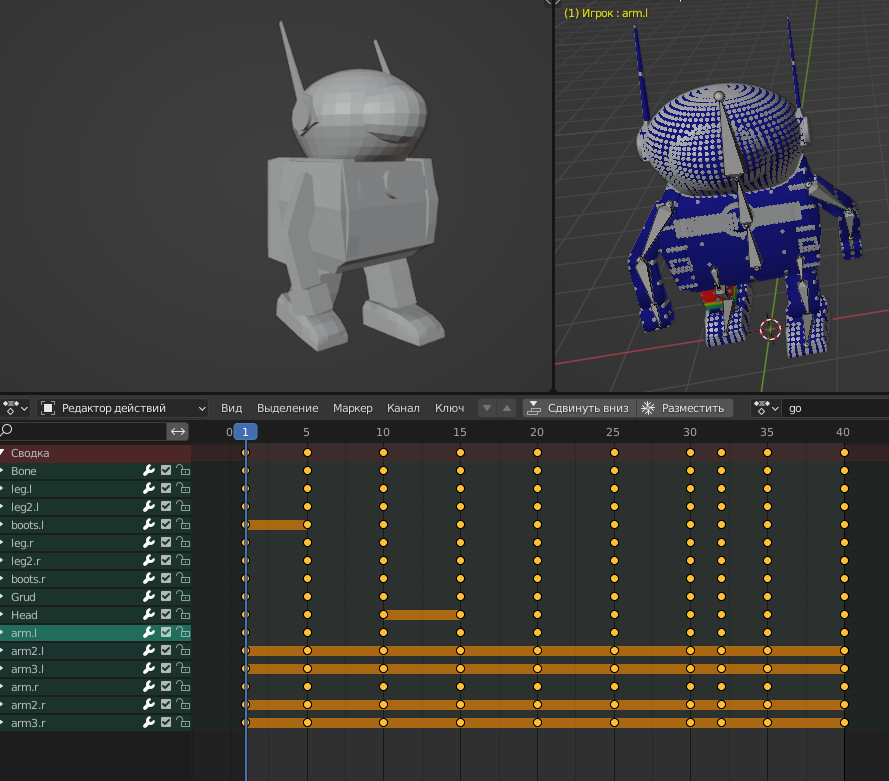 (1) Игрок : arm.l
Редактор действий Вид Выделение Маркер Канал Ключ Сдвинуть вниз Разместить go
0 1 5 10 15 20 25 30 35 40
Сводка
Bone
leg.l
leg2.l
boots.l
leg.r
leg2.r
boots.r
Grud
Head
arm.l
arm2.l
arm3.l
arm.r
arm2.r
arm3.r